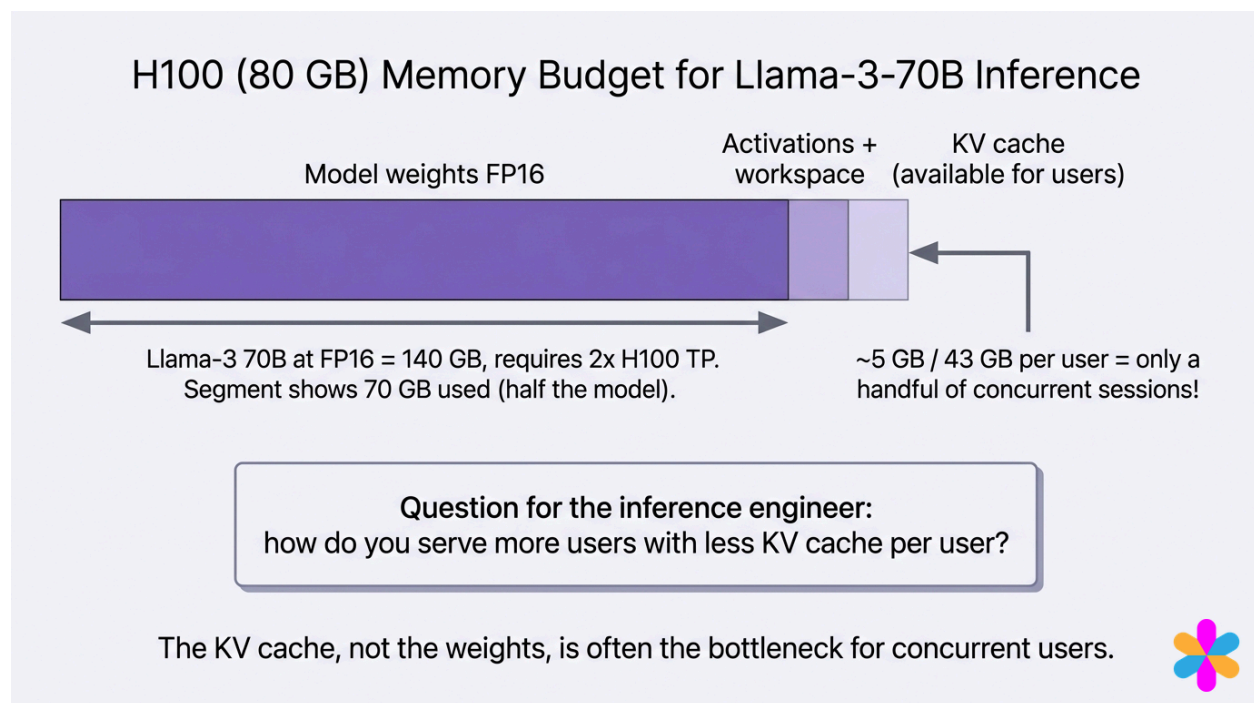 H100 (80 GB) Memory Budget for Llama-3-70B Inference
Model weights FP16
Activations +
workspace
KV cache
(available for users)
Llama-3 70B at FP16 = 140 GB, requires 2x H100 TP.
Segment shows 70 GB used (half the model).
~5 GB / 43 GB per user = only a
handful of concurrent sessions!
Question for the inference engineer:
how do you serve more users with less KV cache per user?
The KV cache, not the weights, is often the bottleneck for concurrent users.